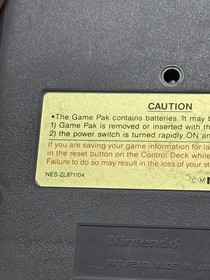 CAUTION
•The Game Pak contains batteries. It may b
1) Game Pak is removed or inserted with th
2) the power switch is turned rapidly ON an
If you are saving your game information for la
in the reset button on the Control Deck while
Failure to do so may result in the loss of your st
NES-ZL871104
© M
Nintendo